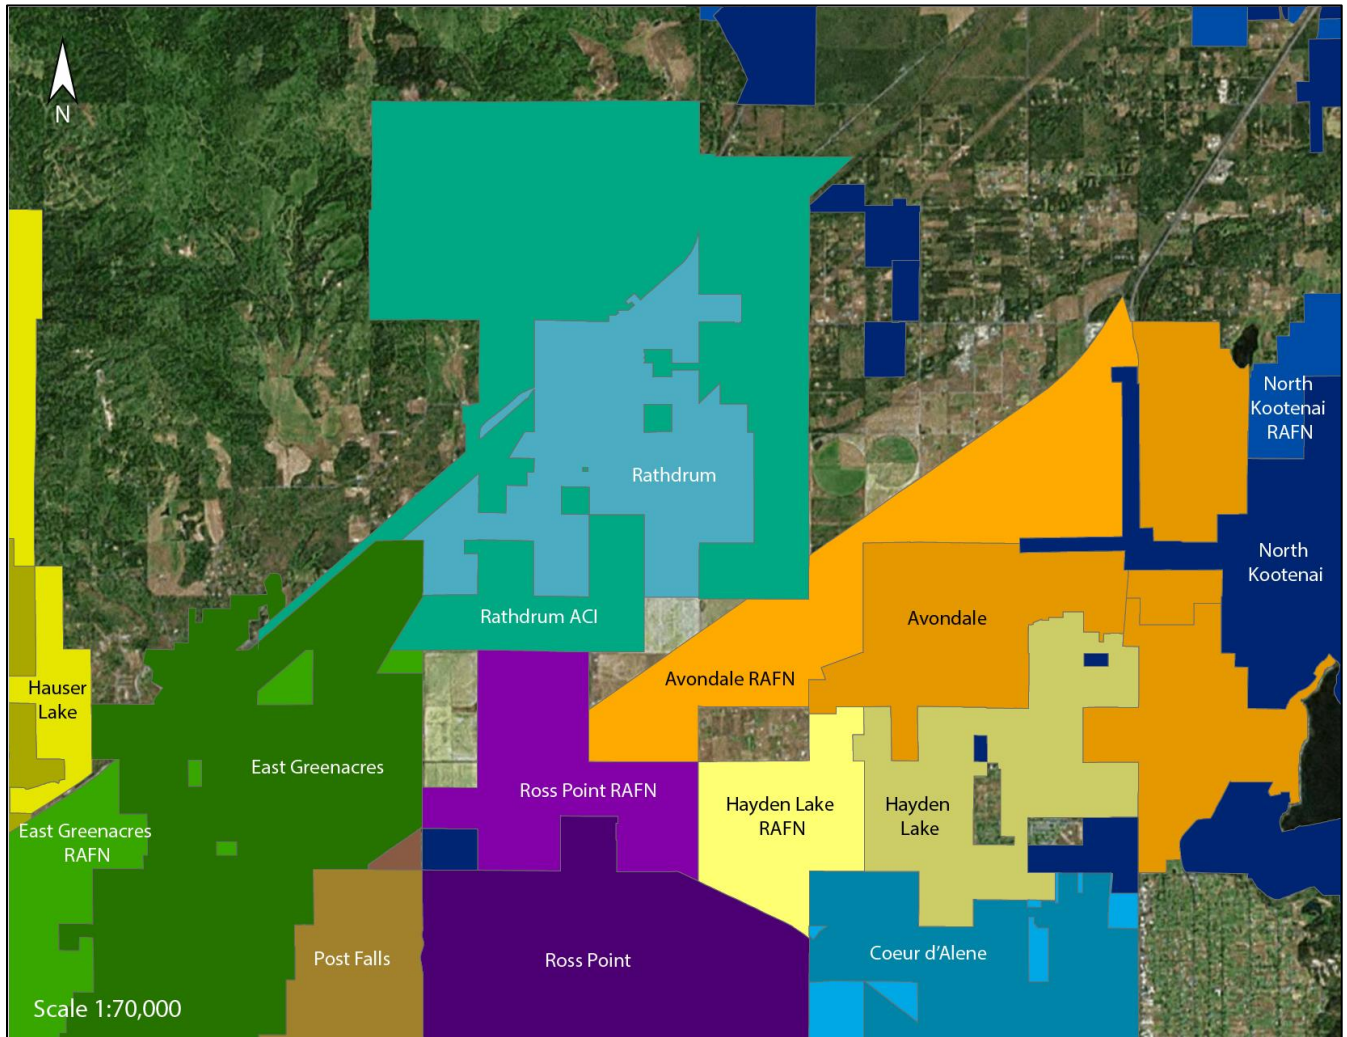 N
North
Kootenai
RAFN
Rathdrum
North
Kootenai
Rathdrum ACI
Avondale
Avondale RAFN
Hauser
Lake
East Greenacres
Ross Point RAFN
Hayden Lake
RAFN
Hayden
Lake
East Greenacres
RAFN
Post Falls
Ross Point
Coeur d'Alene
Scale 1:70,000